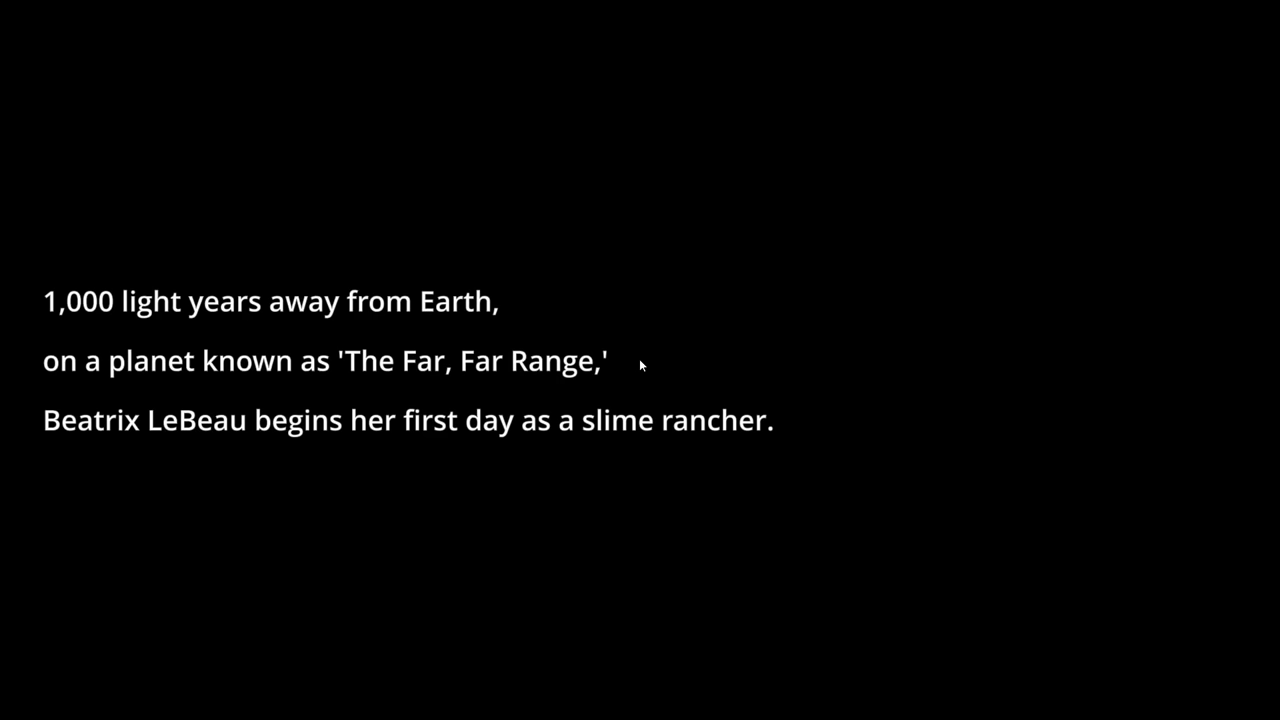 1,000 light years away from Earth,
on a planet known as 'The Far, Far Range,'
Beatrix LeBeau begins her first day as a slime rancher.